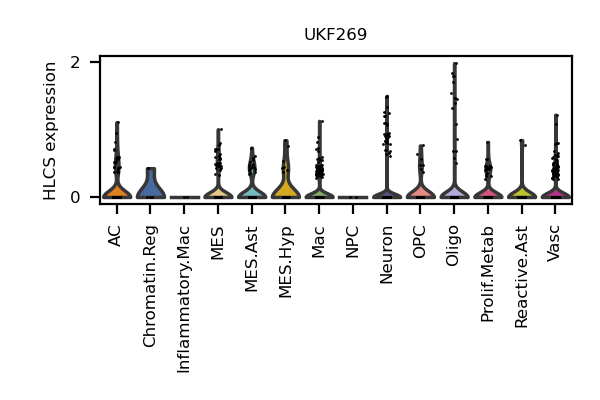 UKF269
HLCS expression
2
0
AC
Chromatin.Reg
Inflammatory.Mac
MES
MES.Ast
MES.Hyp
Mac
NPC
Neuron
OPC
Oligo
Prolif.Metab
Reactive.Ast
Vasc